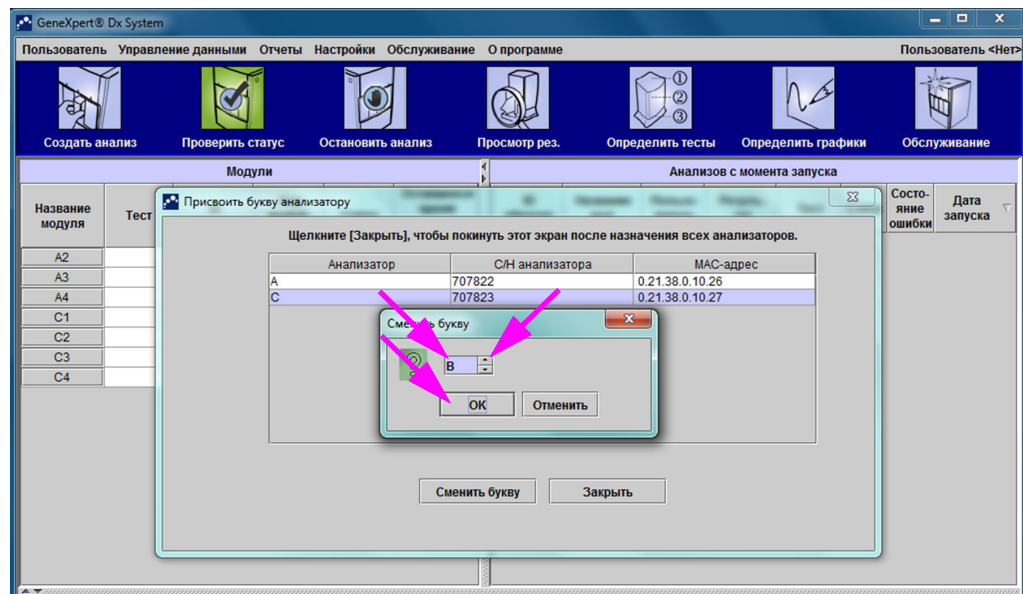 GeneXpert® Dx System
Пользователь Управление данными Отчеты Настройки Обслуживание О программе Пользователь <Нет>
Создать анализ Проверить статус Остановить анализ Просмотр рез. Определить тесты Определить графики Обслуживание
Модули Анализов с момента запуска
Название модуля Тест Состо-яние ошибки Дата запуска
Присвоить букву анализатору
Щелкните [Закрыть], чтобы покинуть этот экран после назначения всех анализаторов.
Анализатор С/Н анализатора MAC-адрес
A 707822 0.21.38.0.10.26
C 707823 0.21.38.0.10.27
A2
A3
A4
C1
C2
C3
C4
Сменить букву
B
OK Отменить
Сменить букву Закрыть